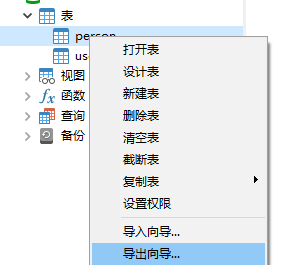 表
person
视图
函数
查询
备份
打开表
设计表
新建表
删除表
清空表
截断表
复制表
设置权限
导入向导...
导出向导...